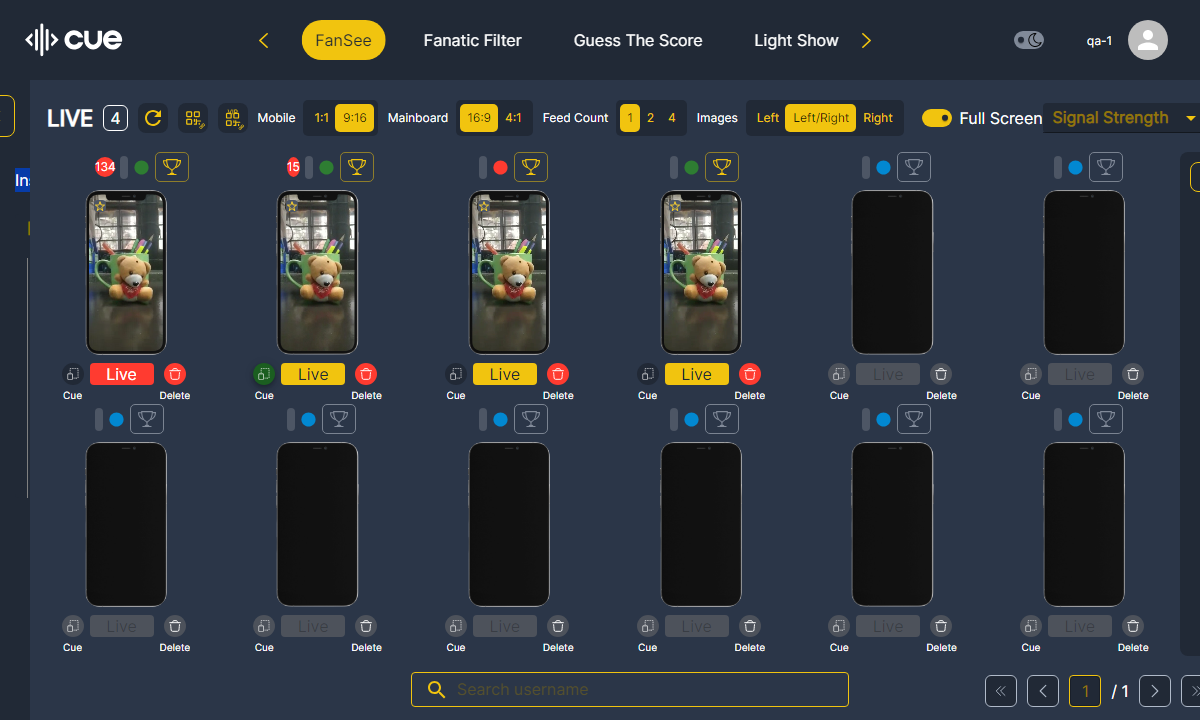 cue
FanSee
Fanatic Filter
Guess The Score
Light Show
qa-1
LIVE 4
Mobile 1:1 9:16
Mainboard 16:9 4:1
Feed Count 1 2 4
Images Left Left/Right Right
Full Screen
Signal Strength
134
15
Live Live Live Live Live Live
Cue Delete Cue Delete Cue Delete Cue Delete Cue Delete Cue Delete
Live Live Live Live Live Live
Cue Delete Cue Delete Cue Delete Cue Delete Cue Delete Cue Delete
Search username
1 / 1